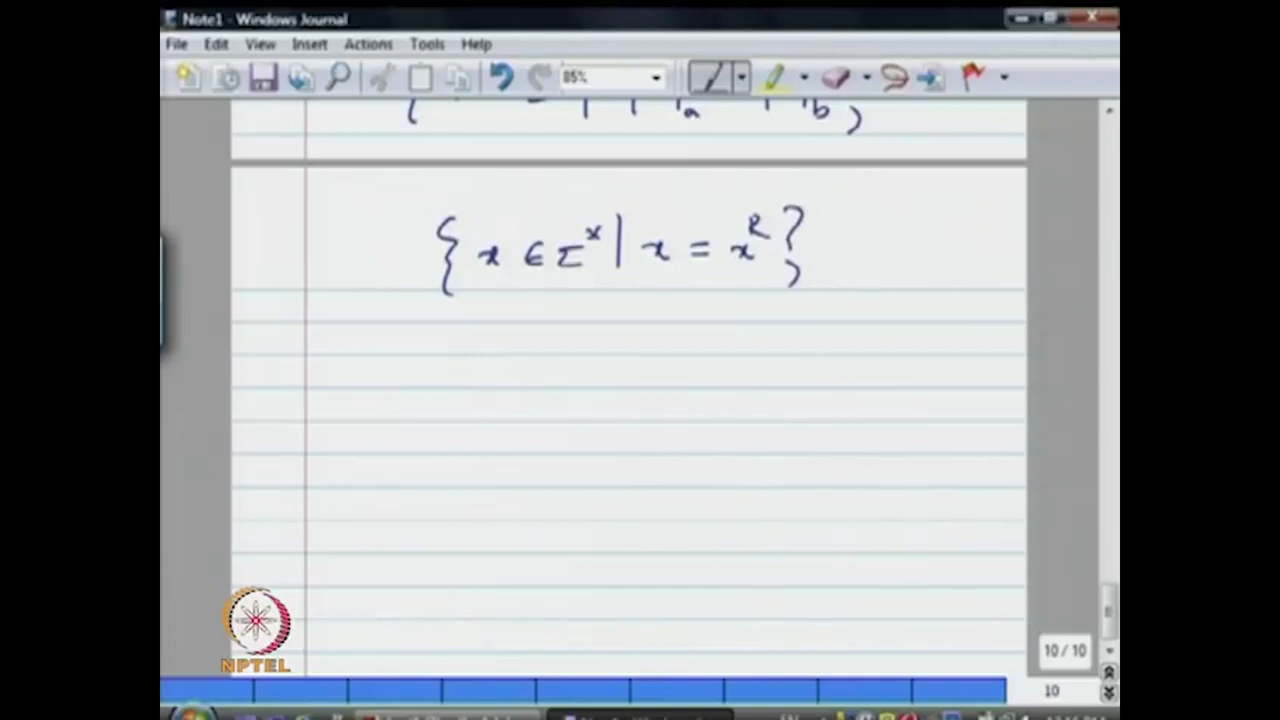 Note1 - Windows Journal
File Edit View Insert Actions Tools Help
85%
{ x ∈ Σ* | x = x^R }
NPTEL
10 / 10
10